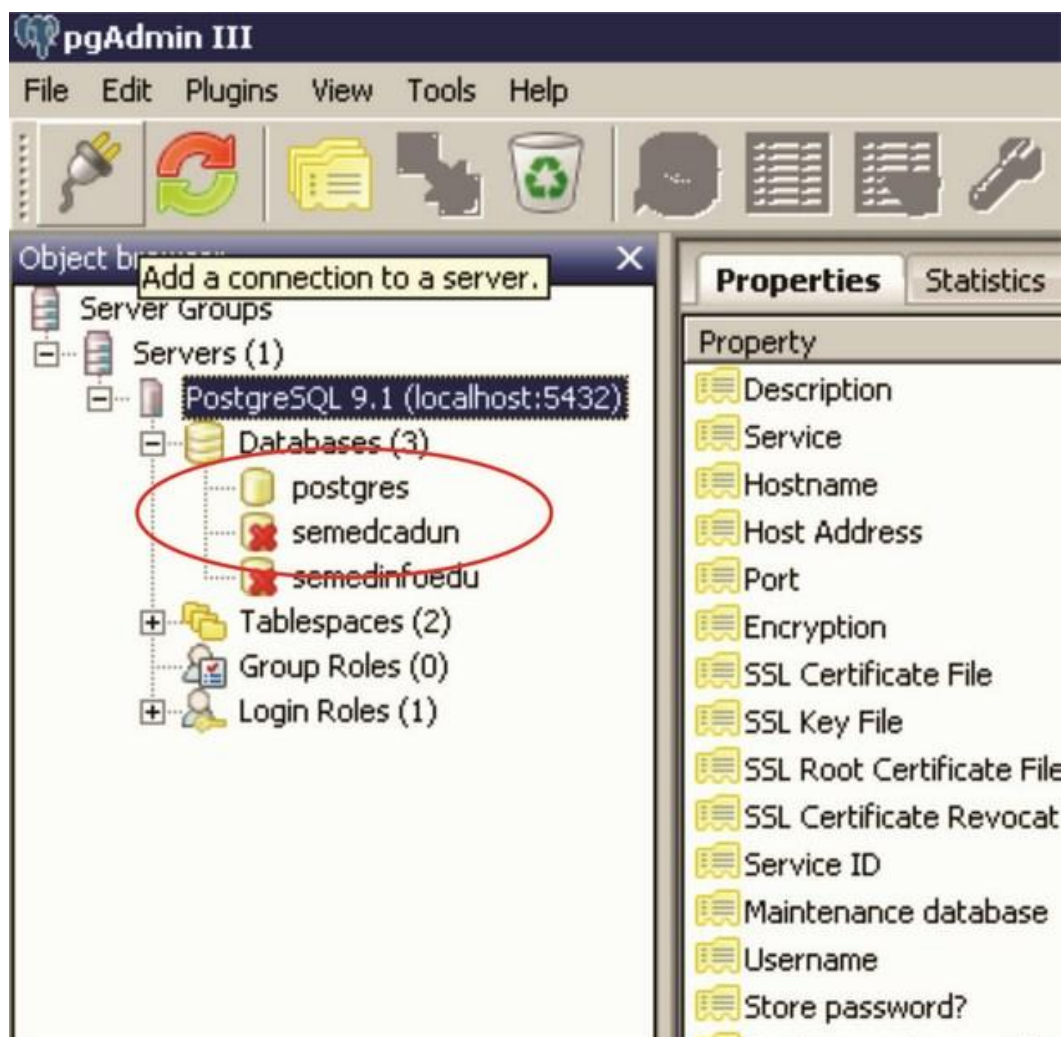 pgAdmin III
File Edit Plugins View Tools Help
Add a connection to a server.
Server Groups
Servers (1)
PostgreSQL 9.1 (localhost:5432)
Databases (3)
postgres
semedcadun
semedinfoedu
Tablespaces (2)
Group Roles (0)
Login Roles (1)
Object
Properties Statistics
Property
Description
Service
Hostname
Host Address
Port
Encryption
SSL Certificate File
SSL Key File
SSL Root Certificate File
SSL Certificate Revocat
Service ID
Maintenance database
Username
Store password?